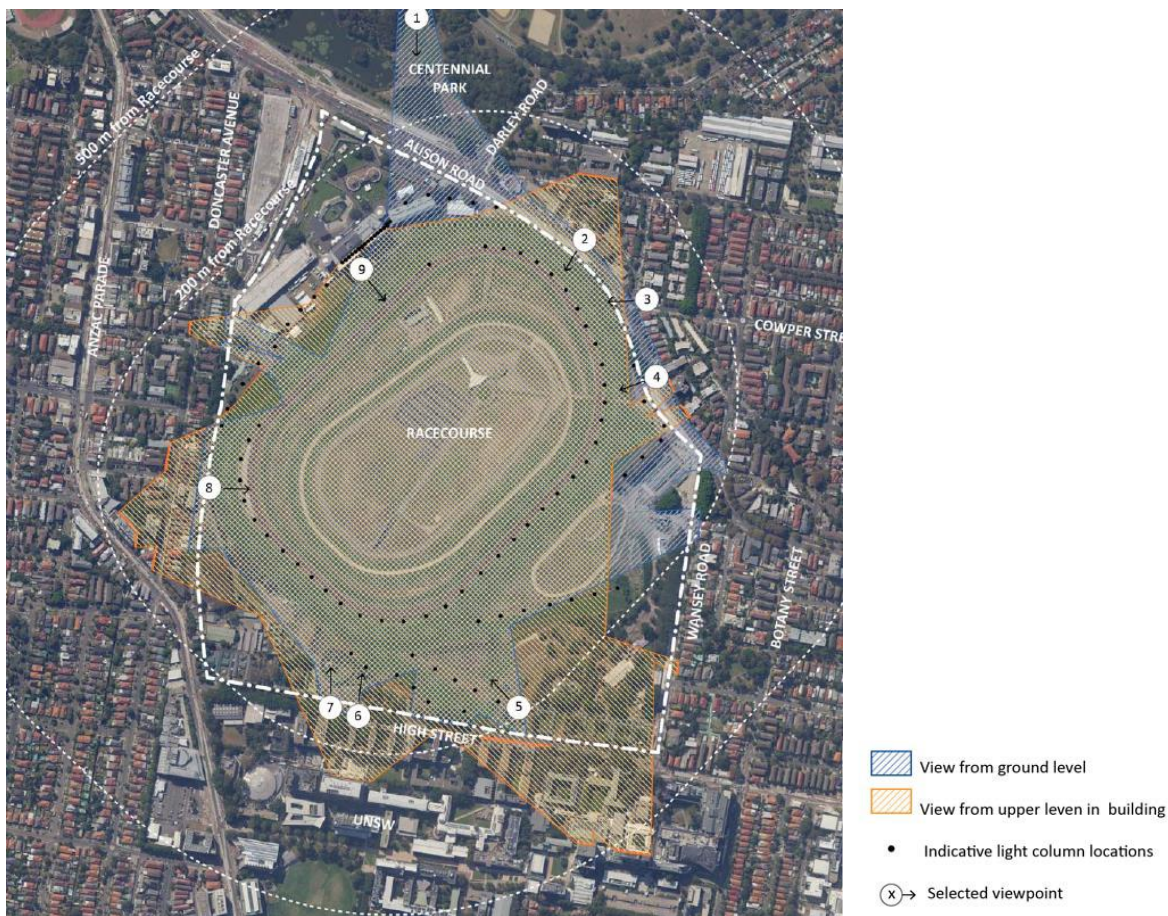 1
CENTENNIAL
PARK
500 m from Racecourse
DONCASTER AVENUE
DARLEY ROAD
ALISON ROAD
200 m from Racecourse
2
9
3
ANZAC PARADE
COWPER STRE
4
RACECOURSE
8
WANSEY ROAD
BOTANY STREET
7
6
5
HIGH STREET
UNSW
View from ground level
View from upper leven in building
Indicative light column locations
X Selected viewpoint